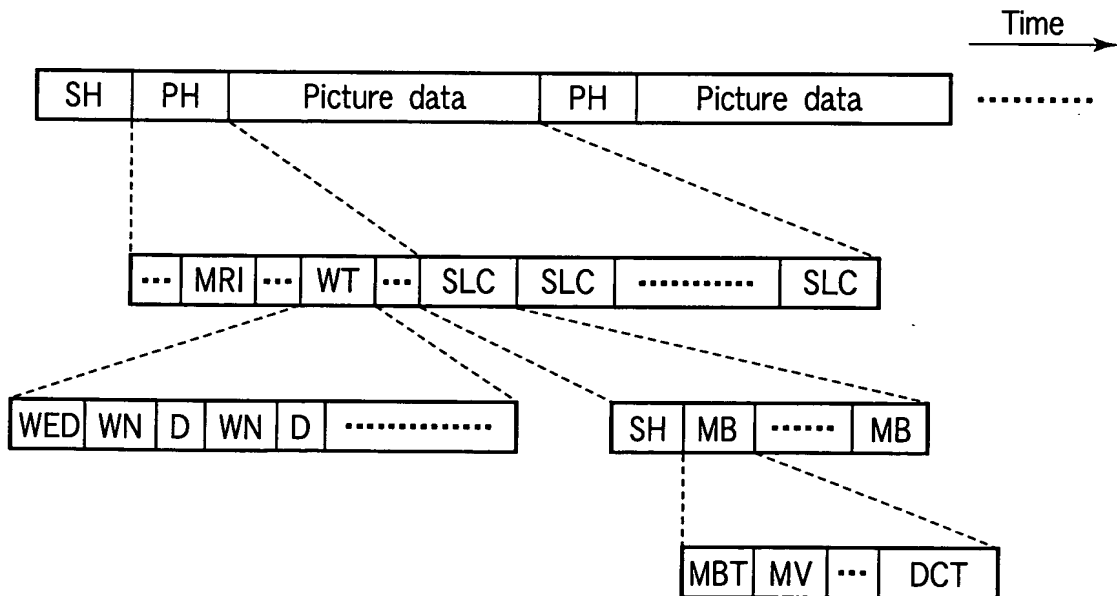 Time
SH PH Picture data PH Picture data ..........
... MRI ... WT ... SLC SLC ........... SLC
WED WN D WN D ..............
SH MB ...... MB
MBT MV ... DCT